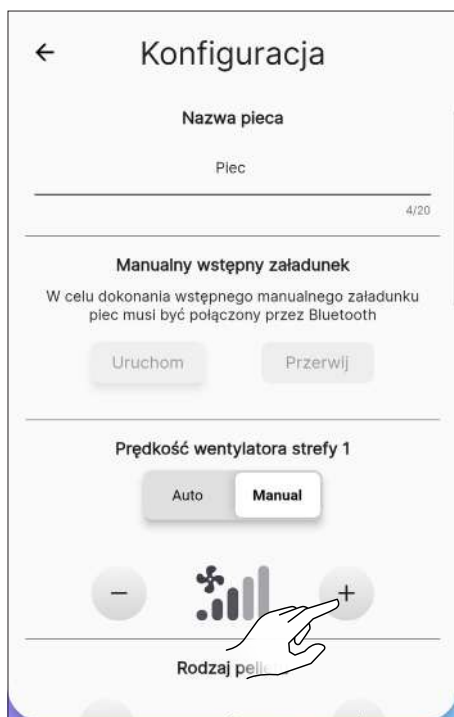 Konfiguracja
Nazwa pieca
Piec
4/20
Manualny wstępny załadunek
W celu dokonania wstępnego manualnego załadunku
piec musi być połączony przez Bluetooth
Uruchom
Przerwij
Prędkość wentylatora strefy 1
Auto
Manual
Rodzaj